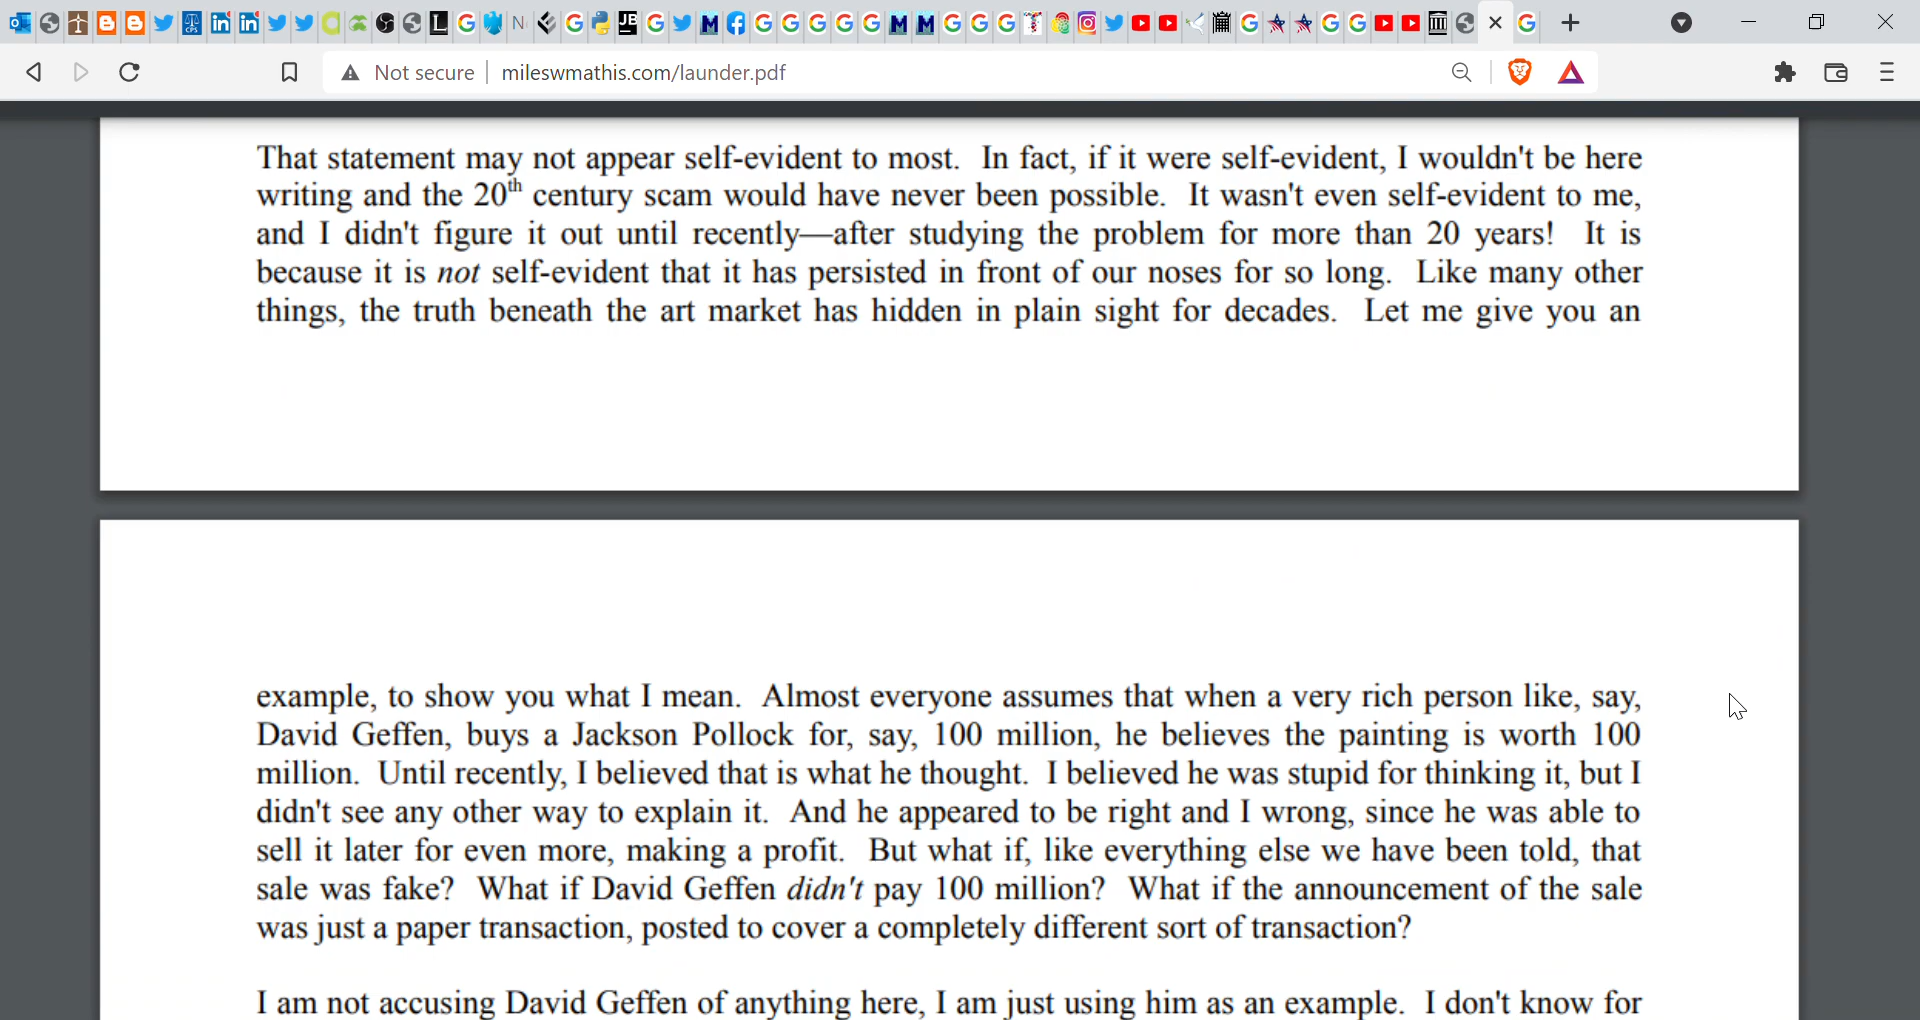 Not secure
mileswmathis.com/launder.pdf
That statement may not appear self-evident to most. In fact, if it were self-evident, I wouldn't be here
writing and the 20th century scam would have never been possible. It wasn't even self-evident to me,
and I didn't figure it out until recently—after studying the problem for more than 20 years! It is
because it is not self-evident that it has persisted in front of our noses for so long. Like many other
things, the truth beneath the art market has hidden in plain sight for decades. Let me give you an
example, to show you what I mean. Almost everyone assumes that when a very rich person like, say,
David Geffen, buys a Jackson Pollock for, say, 100 million, he believes the painting is worth 100
million. Until recently, I believed that is what he thought. I believed he was stupid for thinking it, but I
didn't see any other way to explain it. And he appeared to be right and I wrong, since he was able to
sell it later for even more, making a profit. But what if, like everything else we have been told, that
sale was fake? What if David Geffen didn't pay 100 million? What if the announcement of the sale
was just a paper transaction, posted to cover a completely different sort of transaction?
I am not accusing David Geffen of anything here, I am just using him as an example. I don't know for